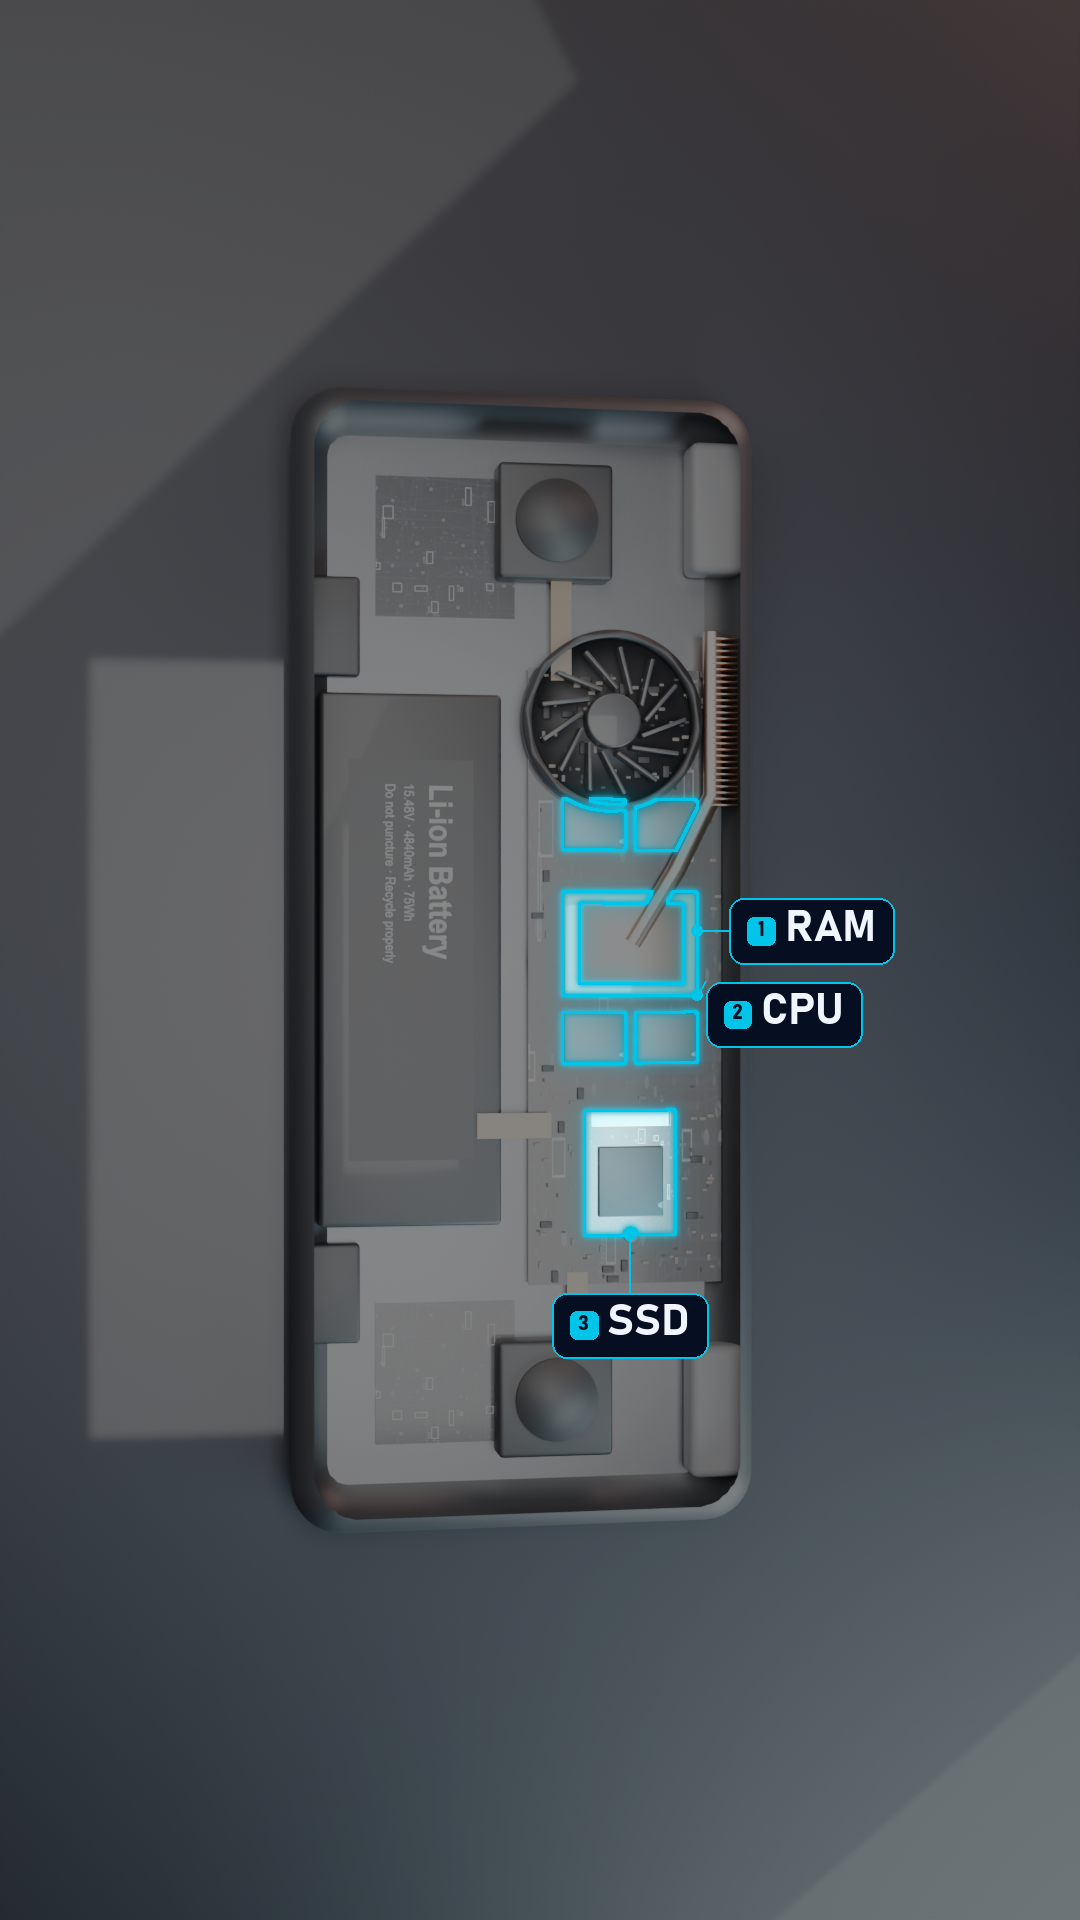 Li-ion Battery
15.48V · 4840mAh · 75Wh
Do not puncture · Recycle properly
1 RAM
2 CPU
3 SSD